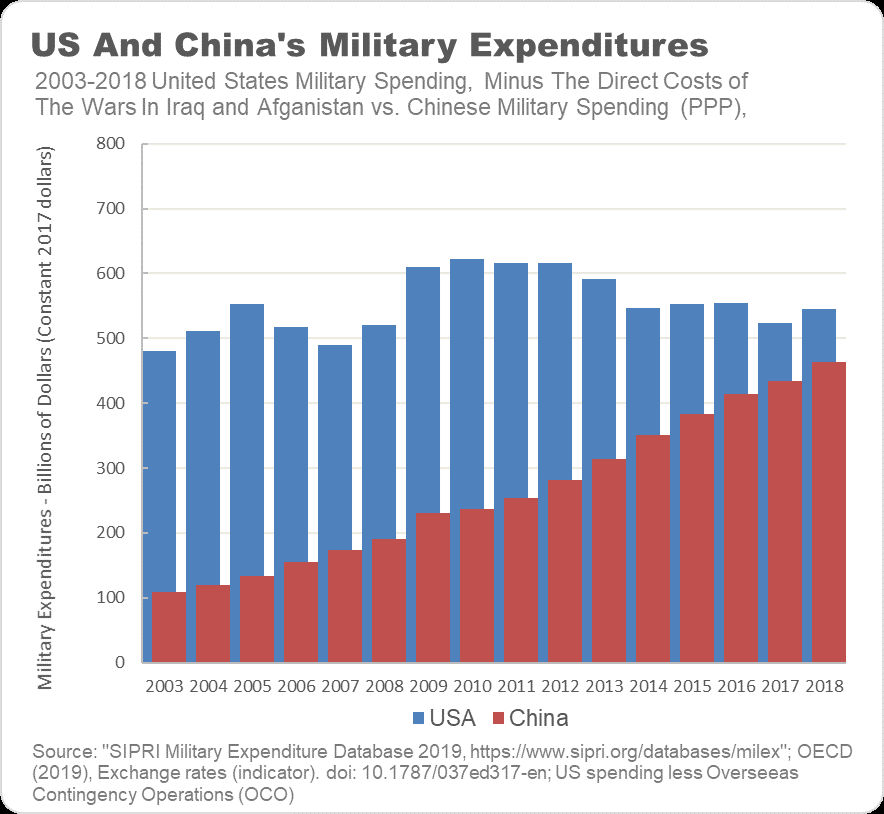 US And China's Military Expenditures
2003-2018 United States Military Spending, Minus The Direct Costs of
The Wars In Iraq and Afganistan vs. Chinese Military Spending (PPP),
Military Expenditures - Billions of Dollars (Constant 2017 dollars)
800
700
600
500
400
300
200
100
0
2003 2004 2005 2006 2007 2008 2009 2010 2011 2012 2013 2014 2015 2016 2017 2018
USA China
Source: "SIPRI Military Expenditure Database 2019, https://www.sipri.org/databases/milex"; OECD
(2019), Exchange rates (indicator). doi: 10.1787/037ed317-en; US spending less Overseeas
Contingency Operations (OCO)